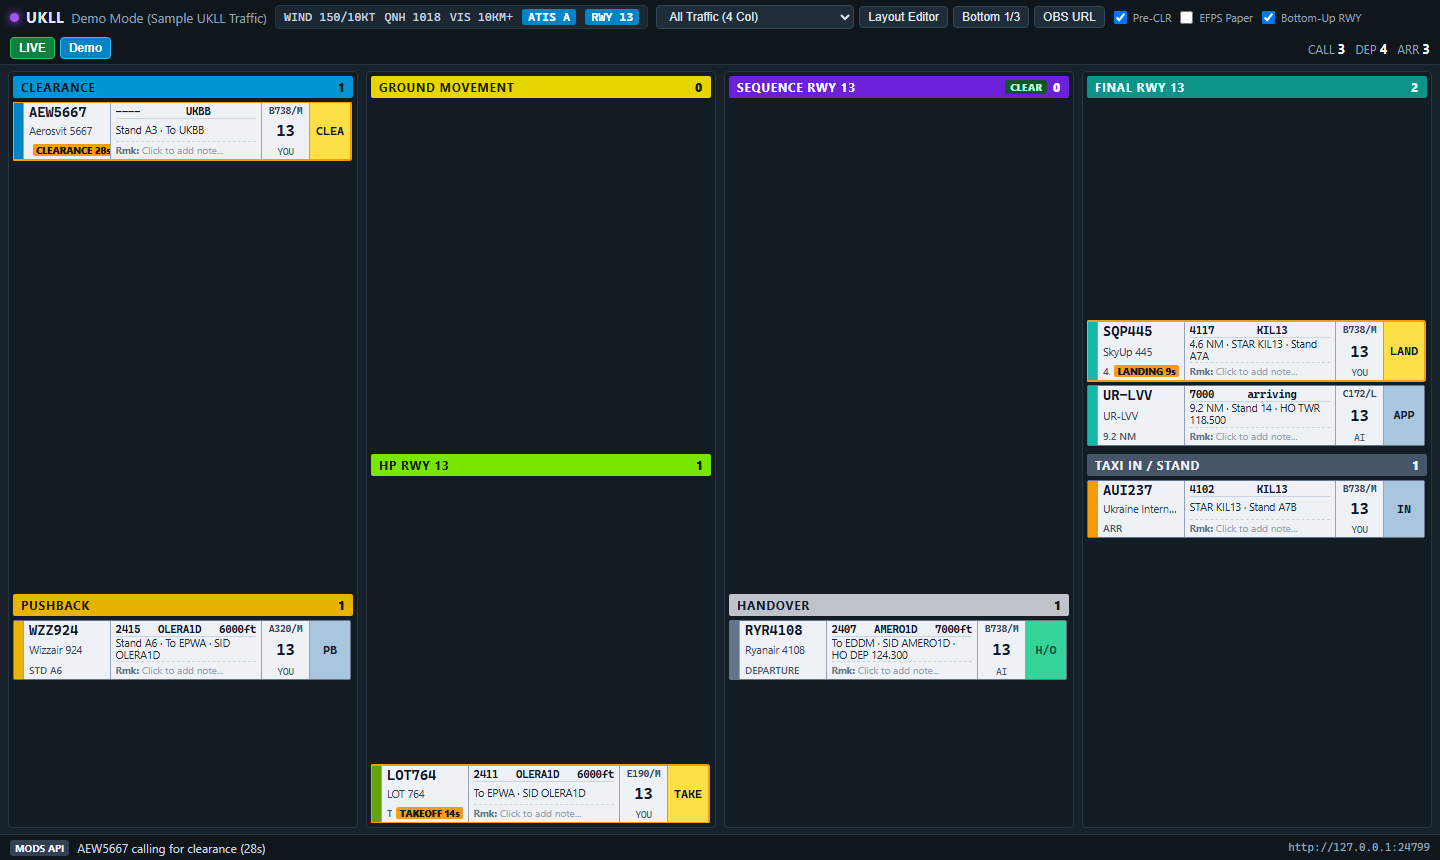 UKLL Demo Mode (Sample UKLL Traffic) WIND 150/10KT QNH 1018 VIS 10KM+ ATIS A RWY 13 All Traffic (4 Col) Layout Editor Bottom 1/3 OBS URL Pre-CLR EFPS Paper Bottom-Up RWY
LIVE Demo CALL 3 DEP 4 ARR 3
CLEARANCE 1
AEW5667 ---- UKBB B738/M
Aerosvit 5667 Stand A3 · To UKBB 13 CLEA
CLEARANCE 28s Rmk: Click to add note... YOU
PUSHBACK 1
WZZ924 2415 OLERA1D 6000ft A320/M
Wizzair 924 Stand A6 · To EPWA · SID
OLERA1D 13 PB
STD A6 Rmk: Click to add note... YOU
GROUND MOVEMENT 0
HP RWY 13 1
LOT764 2411 OLERA1D 6000ft E190/M
LOT 764 To EPWA · SID OLERA1D 13 TAKE
T TAKEOFF 14s Rmk: Click to add note... YOU
SEQUENCE RWY 13 CLEAR 0
HANDOVER 1
RYR4108 2407 AMERO1D 7000ft B738/M
Ryanair 4108 To EDDM · SID AMERO1D ·
HO DEP 124.300 13 H/O
DEPARTURE Rmk: Click to add note... AI
FINAL RWY 13 2
SQP445 4117 KIL13 B738/M
SkyUp 445 4.6 NM · STAR KIL13 · Stand
A7A 13 LAND
4 LANDING 9s Rmk: Click to add note... YOU
UR-LVV 7000 arriving C172/L
UR-LVV 9.2 NM · Stand 14 · HO TWR
118.500 13 APP
9.2 NM Rmk: Click to add note... AI
TAXI IN / STAND 1
AUI237 4102 KIL13 B738/M
Ukraine Intern... STAR KIL13 · Stand A7B 13 IN
ARR Rmk: Click to add note... YOU
MODS API AEW5667 calling for clearance (28s) http://127.0.0.1:24799